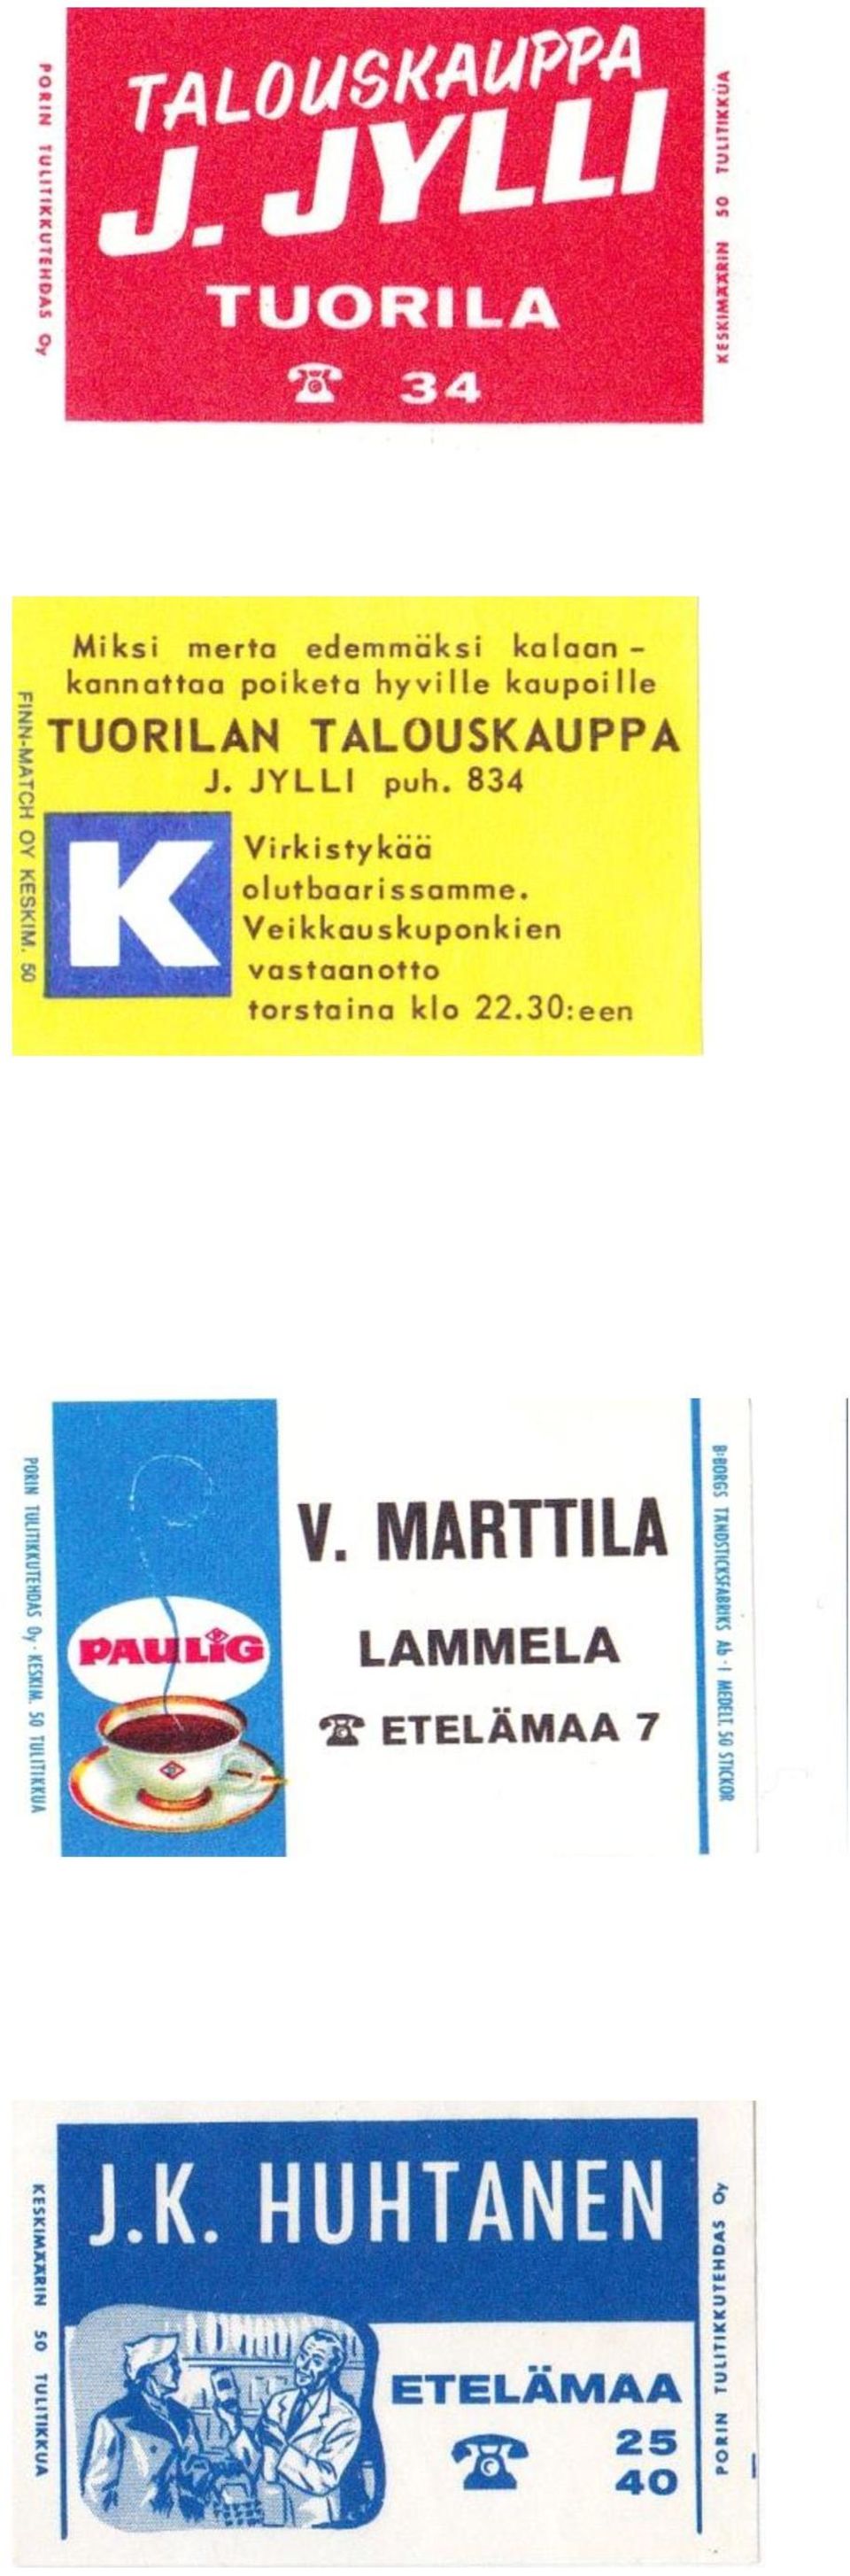 TALOUSKAUPPA
J. JYLLI
TUORILA
☎ 34
PORIN TULITIKKUTEHDAS Oy
KESKIMÄÄRIN 50 TULITIKKUA
Miksi merta edemmäksi kalaan –
kannattaa poiketa hyville kaupoille
TUORILAN TALOUSKAUPPA
J. JYLLI puh. 834
K
Virkistykää
olutbaarissamme.
Veikkauskuponkien
vastaanotto
torstaina klo 22.30:een
FINN-MATCH OY KESKIM. 50
PORIN TULITIKKUTEHDAS Oy · KESKIM. 50 TULITIKKUA
PAULIG
V. MARTTILA
LAMMELA
☎ ETELÄMAA 7
B:BORGS TÄNDSTICKSFABRIKS Ab · I MEDELT. 50 STICKOR
J.K. HUHTANEN
ETELÄMAA
☎ 25
40
KESKIMÄÄRIN 50 TULITIKKUA
PORIN TULITIKKUTEHDAS Oy